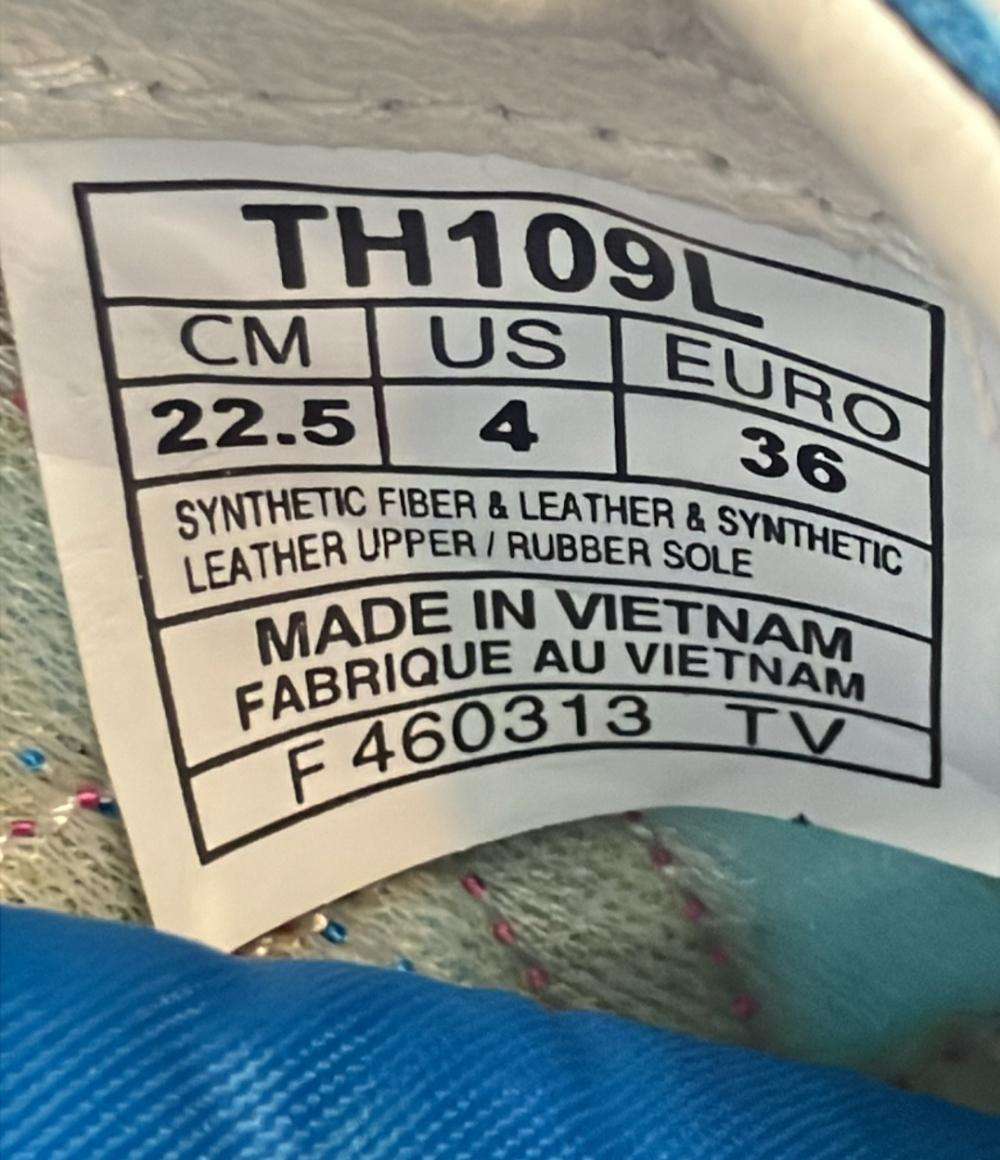 TH109L
CM US EURO
22.5 4 36
SYNTHETIC FIBER & LEATHER & SYNTHETIC
LEATHER UPPER / RUBBER SOLE
MADE IN VIETNAM
FABRIQUE AU VIETNAM
F 460313 TV